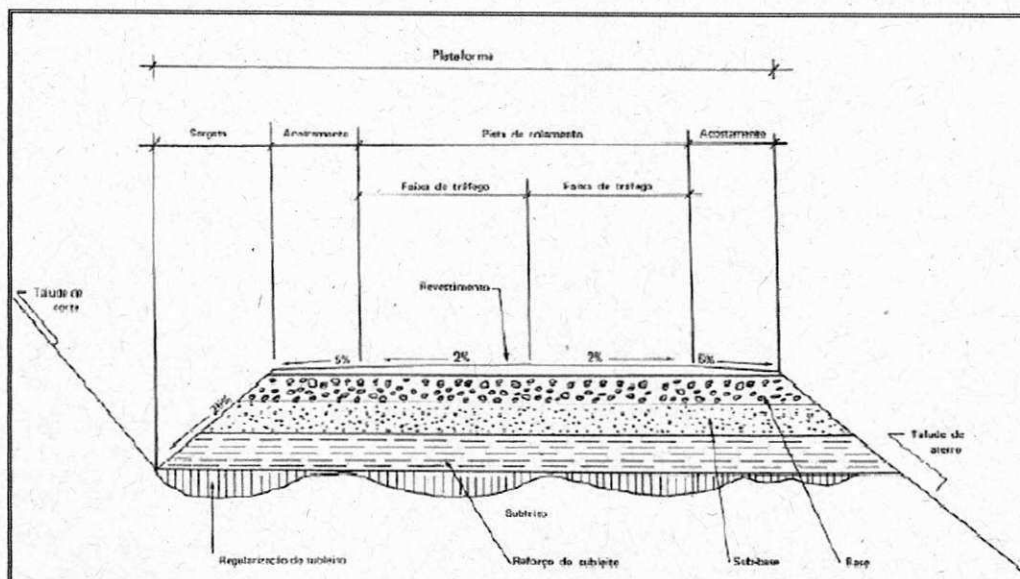 Plataforma
Sargeta Acostamento Pista de rolamento Acostamento
Faixa de tráfego Faixa de tráfego
Talude de
corte
Revestimento
5% 2% 2% 5%
Talude de
aterro
Subleito
Regularização do subleito Reforço do subleito Sub-base Base